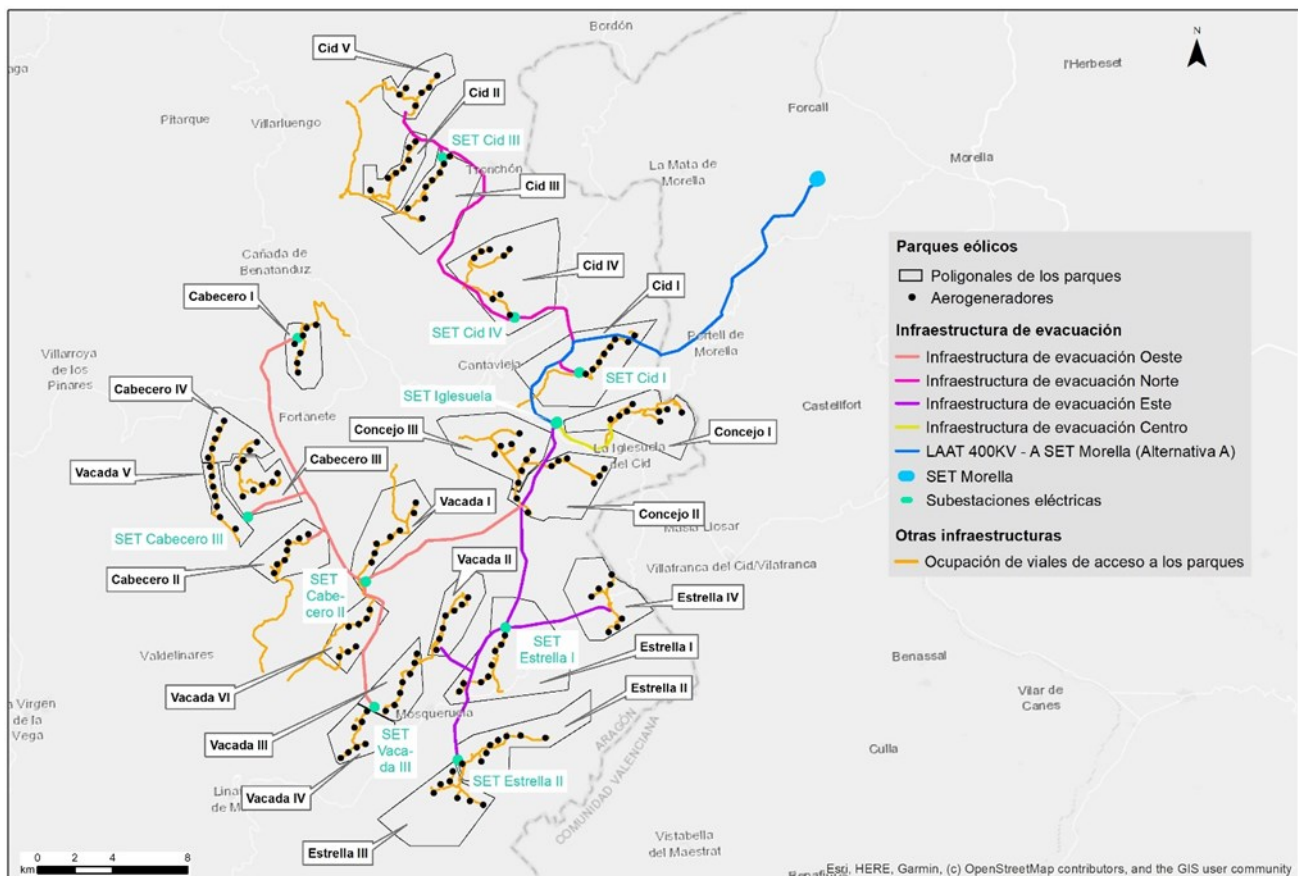 Bordón
N
l'Herbeset
Cid V
Cid II
Forcall
Pitarque
Villarluengo
SET Cid III
Tronchón
La Mata de
Morella
Morella
Cid III
Cañada de
Benatanduz
Cid IV
Cid I
Cabecero I
SET Cid IV
Portell de
Morella
Villarroya
de los
Pinares
Cantavieja
SET Cid I
Cabecero IV
SET Iglesuela
Fortanete
Castellfort
Concejo III
La Iglesuela
del Cid
Concejo I
Vacada V
Cabecero III
Vacada I
Concejo II
Masia Llosar
SET Cabecero III
Cabecero II
SET
Cabe-
cero II
Vacada II
Villafranca del Cid/Vilafranca
Estrella IV
SET
Estrella I
Estrella I
Valdelinares
Benassal
Vacada VI
Estrella II
Vilar de
Canes
a Virgen
de la
Vega
Mosqueruela
Vacada III
SET
Vaca-
da III
ARAGÓN
COMUNIDAD VALENCIANA
Culla
SET Estrella II
Vacada IV
Estrella III
Vistabella
del Maestrat
Parques eólicos
Poligonales de los parques
Aerogeneradores
Infraestructura de evacuación
Infraestructura de evacuación Oeste
Infraestructura de evacuación Norte
Infraestructura de evacuación Este
Infraestructura de evacuación Centro
LAAT 400KV - A SET Morella (Alternativa A)
SET Morella
Subestaciones eléctricas
Otras infraestructuras
Ocupación de viales de acceso a los parques
0 2 4 8
km
Esri, HERE, Garmin, (c) OpenStreetMap contributors, and the GIS user community